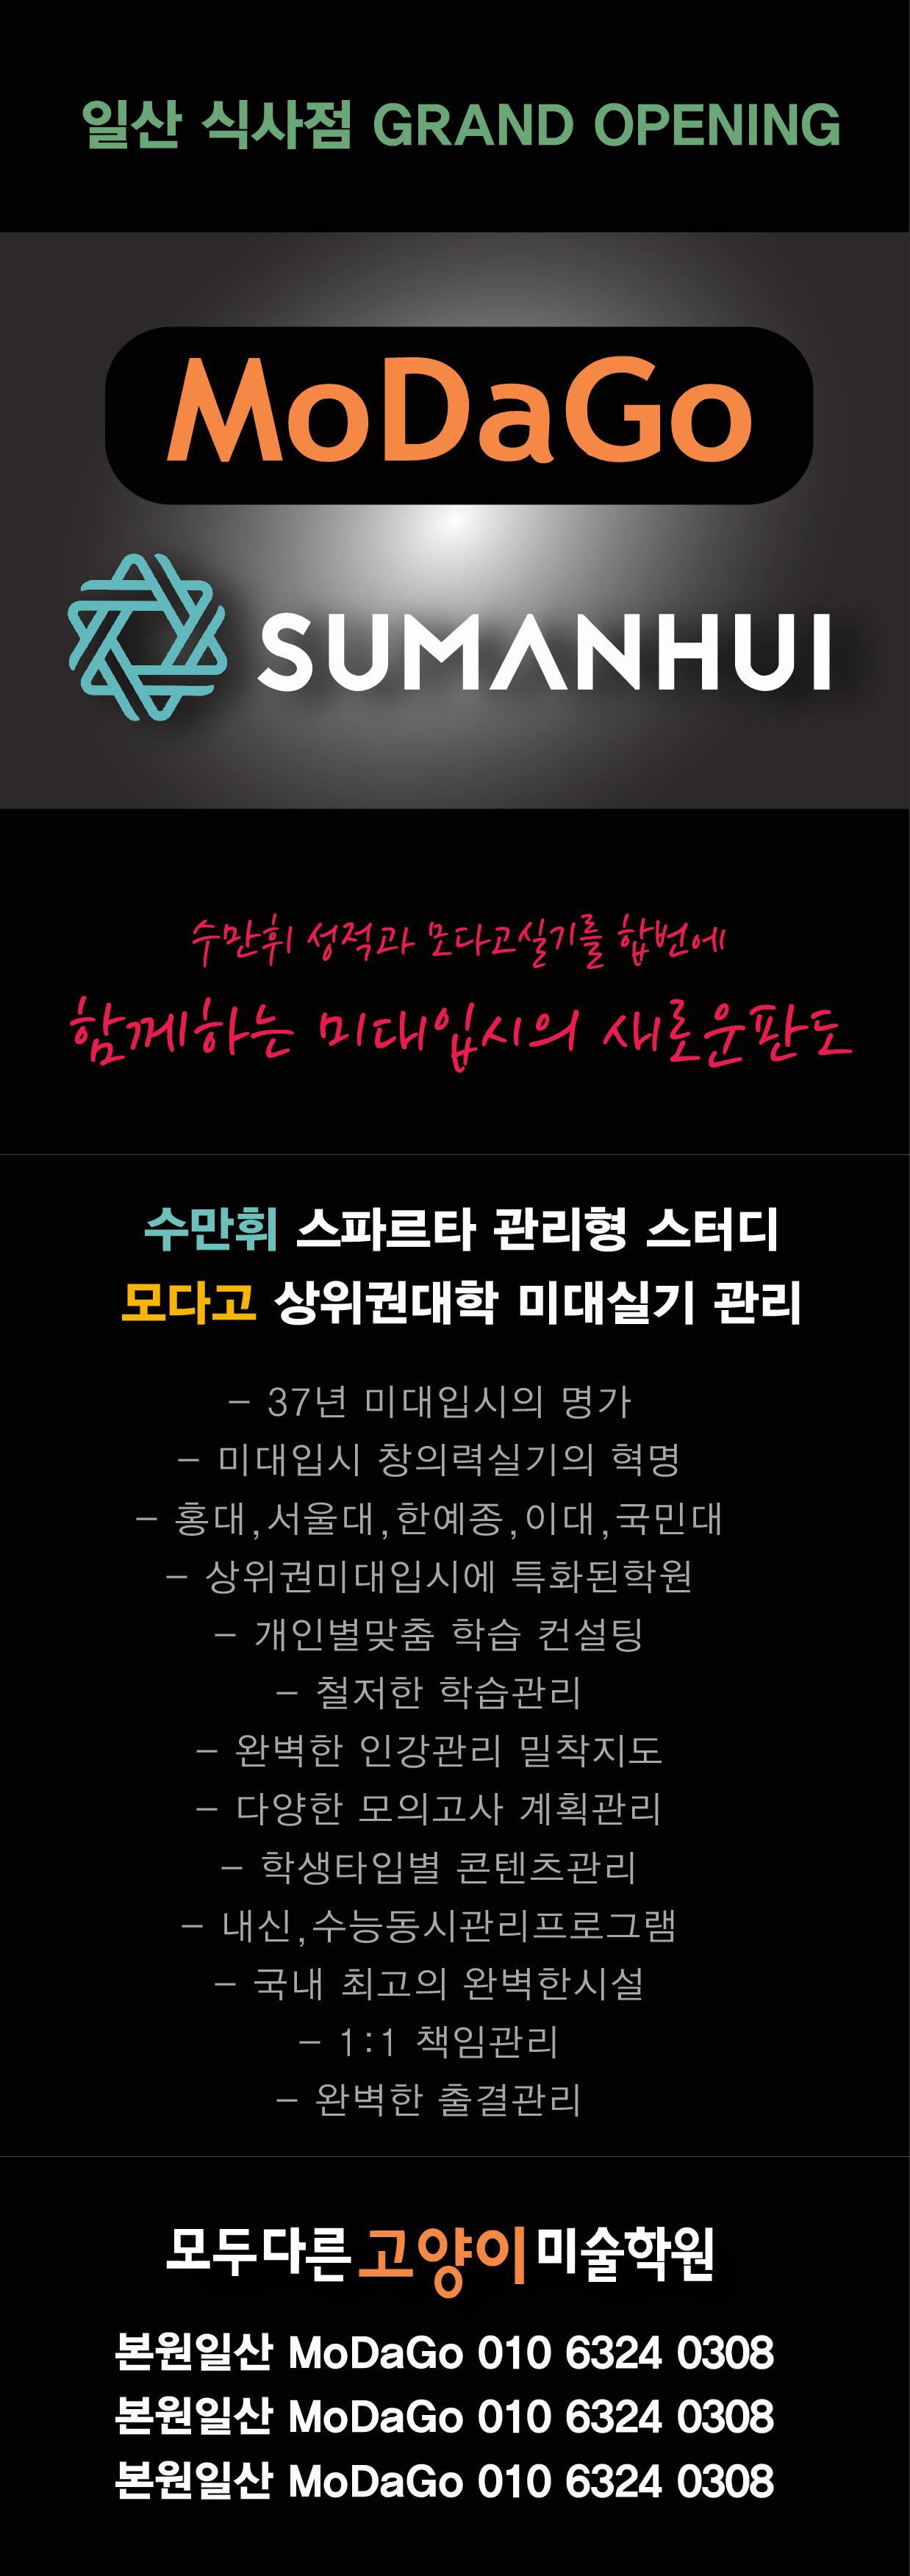 일산 식사점 GRAND OPENING
MoDaGo
SUMANHUI
수만휘 성적과 모다고실기를 합번에
함께하는 미대입시의 새로운판도
수만휘 스파르타 관리형 스터디
모다고 상위권대학 미대실기 관리
- 37년 미대입시의 명가
- 미대입시 창의력실기의 혁명
- 홍대,서울대,한예종,이대,국민대
- 상위권미대입시에 특화된학원
- 개인별맞춤 학습 컨설팅
- 철저한 학습관리
- 완벽한 인강관리 밀착지도
- 다양한 모의고사 계획관리
- 학생타입별 콘텐츠관리
- 내신,수능동시관리프로그램
- 국내 최고의 완벽한시설
- 1:1 책임관리
- 완벽한 출결관리
모두다른 고양이 미술학원
본원일산 MoDaGo 010 6324 0308
본원일산 MoDaGo 010 6324 0308
본원일산 MoDaGo 010 6324 0308